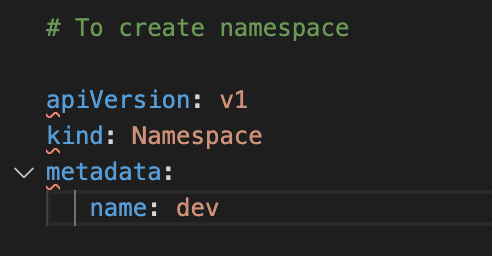 # To create namespace
apiVersion: v1
kind: Namespace
metadata:
   name: dev